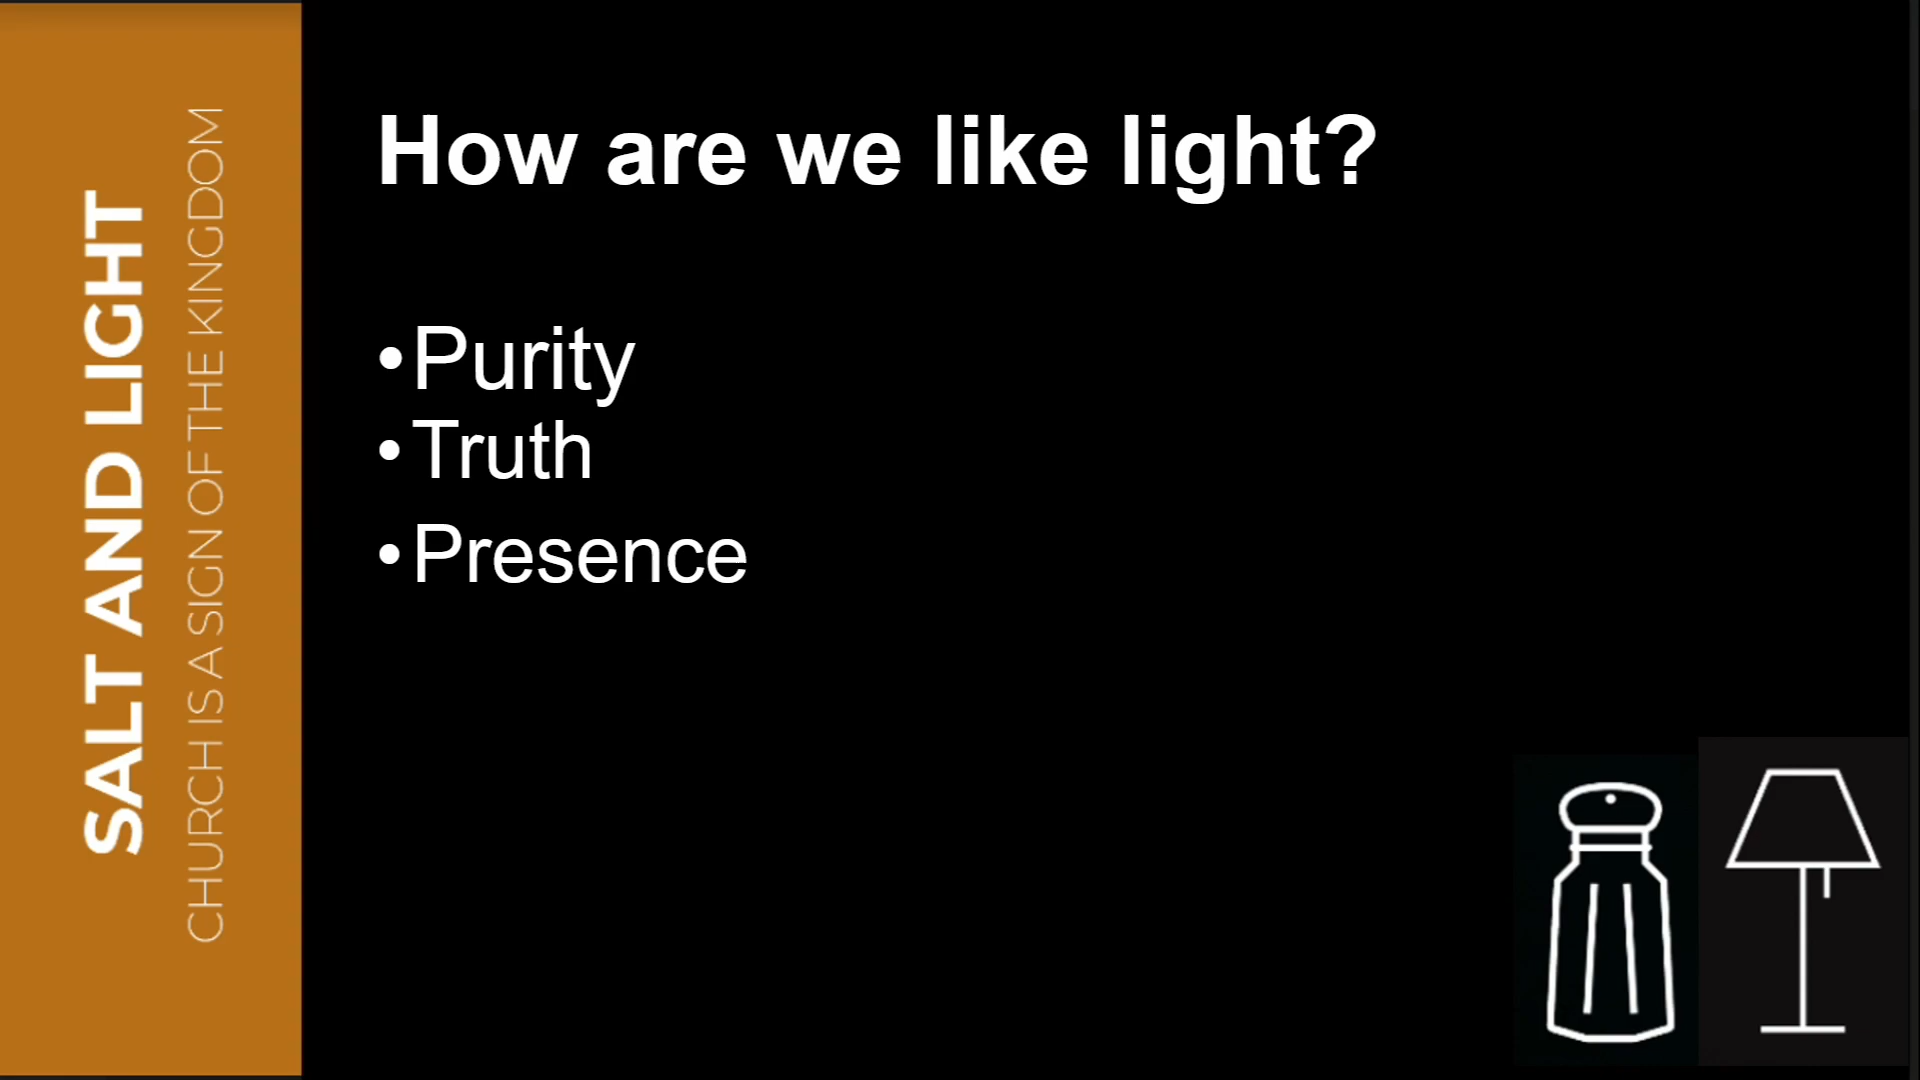 SALT AND LIGHT
CHURCH IS A SIGN OF THE KINGDOM
How are we like light?
•Purity
•Truth
•Presence